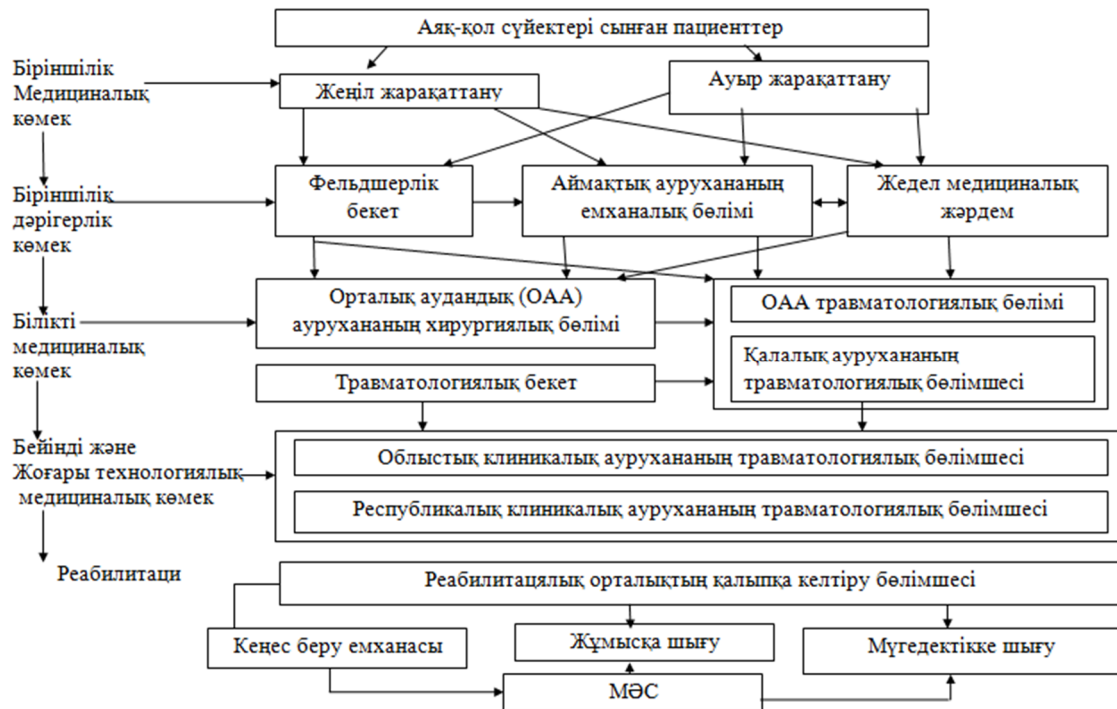 Аяқ-қол сүйектері сынған пациенттер
Біріншілік
Медициналық
көмек
Жеңіл жарақаттану
Ауыр жарақаттану
Біріншілік
дәрігерлік
көмек
Фельдшерлік
бекет
Аймақтық аурухананың
емханалық бөлімі
Жедел медициналық
жәрдем
Білікті
медициналық
көмек
Орталық аудандық (ОАА)
аурухананың хирургиялық бөлімі
ОАА травматологиялық бөлімі
Қалалық аурухананың
травматологиялық бөлімшесі
Травматологиялық бекет
Бейінді және
Жоғары технологиялық
медициналық көмек
Облыстық клиникалық аурухананың травматологиялық бөлімшесі
Республикалық клиникалық аурухананың травматологиялық бөлімшесі
Реабилитаци
Реабилитацялық орталықтың қалыпқа келтіру бөлімшесі
Кеңес беру емханасы
Жұмысқа шығу
Мүгедектікке шығу
МӘС